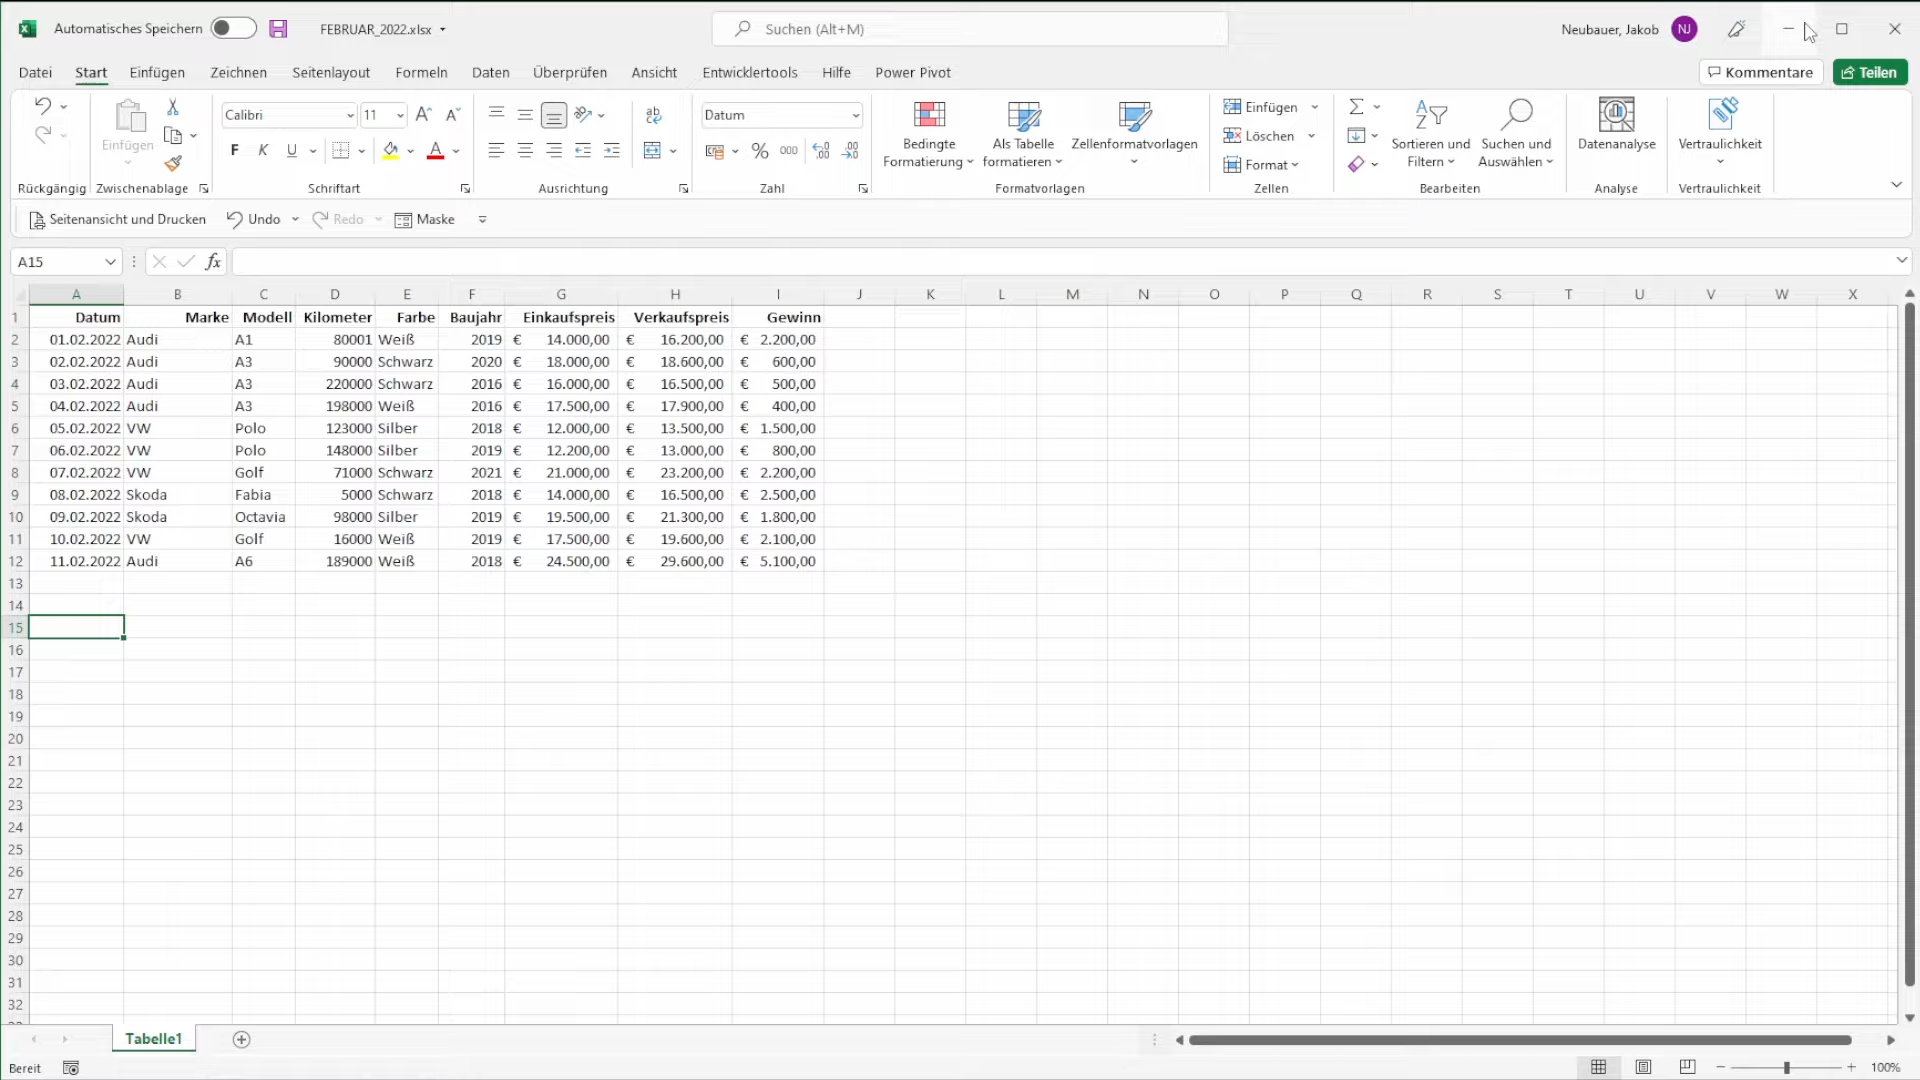 Automatisches Speichern FEBRUAR_2022.xlsx Suchen (Alt+M) Neubauer, Jakob NJ
Datei Start Einfügen Zeichnen Seitenlayout Formeln Daten Überprüfen Ansicht Entwicklertools Hilfe Power Pivot Kommentare Teilen
Einfügen
Calibri 11
F K U
Datum
% 000
Bedingte Formatierung
Als Tabelle formatieren
Zellenformatvorlagen
Einfügen
Löschen
Format
Sortieren und Filtern
Suchen und Auswählen
Datenanalyse
Vertraulichkeit
Rückgängig Zwischenablage Schriftart Ausrichtung Zahl Formatvorlagen Zellen Bearbeiten Analyse Vertraulichkeit
Seitenansicht und Drucken Undo Redo Maske
A15 fx
A B C D E F G H I J K L M N O P Q R S T U V W X
1 Datum Marke Modell Kilometer Farbe Baujahr Einkaufspreis Verkaufspreis Gewinn
2 01.02.2022 Audi A1 80001 Weiß 2019 € 14.000,00 € 16.200,00 € 2.200,00
3 02.02.2022 Audi A3 90000 Schwarz 2020 € 18.000,00 € 18.600,00 € 600,00
4 03.02.2022 Audi A3 220000 Schwarz 2016 € 16.000,00 € 16.500,00 € 500,00
5 04.02.2022 Audi A3 198000 Weiß 2016 € 17.500,00 € 17.900,00 € 400,00
6 05.02.2022 VW Polo 123000 Silber 2018 € 12.000,00 € 13.500,00 € 1.500,00
7 06.02.2022 VW Polo 148000 Silber 2019 € 12.200,00 € 13.000,00 € 800,00
8 07.02.2022 VW Golf 71000 Schwarz 2021 € 21.000,00 € 23.200,00 € 2.200,00
9 08.02.2022 Skoda Fabia 5000 Schwarz 2018 € 14.000,00 € 16.500,00 € 2.500,00
10 09.02.2022 Skoda Octavia 98000 Silber 2019 € 19.500,00 € 21.300,00 € 1.800,00
11 10.02.2022 VW Golf 16000 Weiß 2019 € 17.500,00 € 19.600,00 € 2.100,00
12 11.02.2022 Audi A6 189000 Weiß 2018 € 24.500,00 € 29.600,00 € 5.100,00
13
14
15
16
17
18
19
20
21
22
23
24
25
26
27
28
29
30
31
32
Tabelle1
Bereit 100%